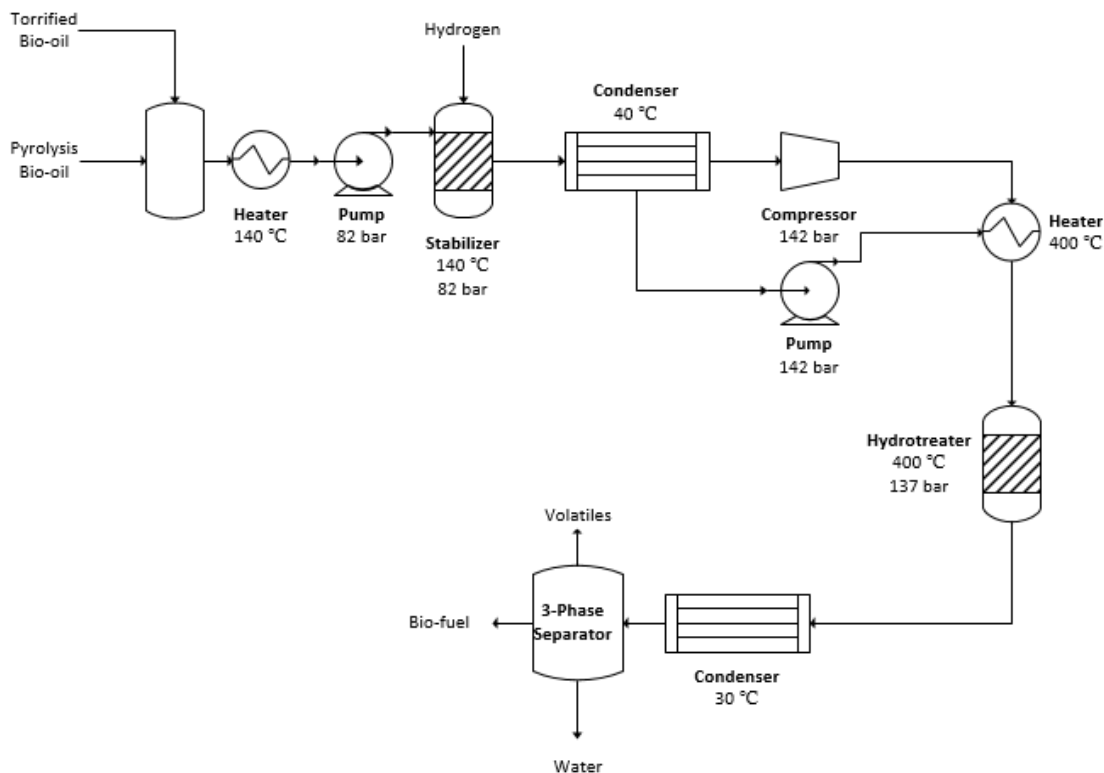 Torrified
Bio-oil
Hydrogen
Pyrolysis
Bio-oil
Heater
140 ℃
Pump
82 bar
Stabilizer
140 ℃
82 bar
Condenser
40 ℃
Compressor
142 bar
Heater
400 ℃
Pump
142 bar
Hydrotreater
400 ℃
137 bar
Volatiles
Bio-fuel
3-Phase
Separator
Condenser
30 ℃
Water